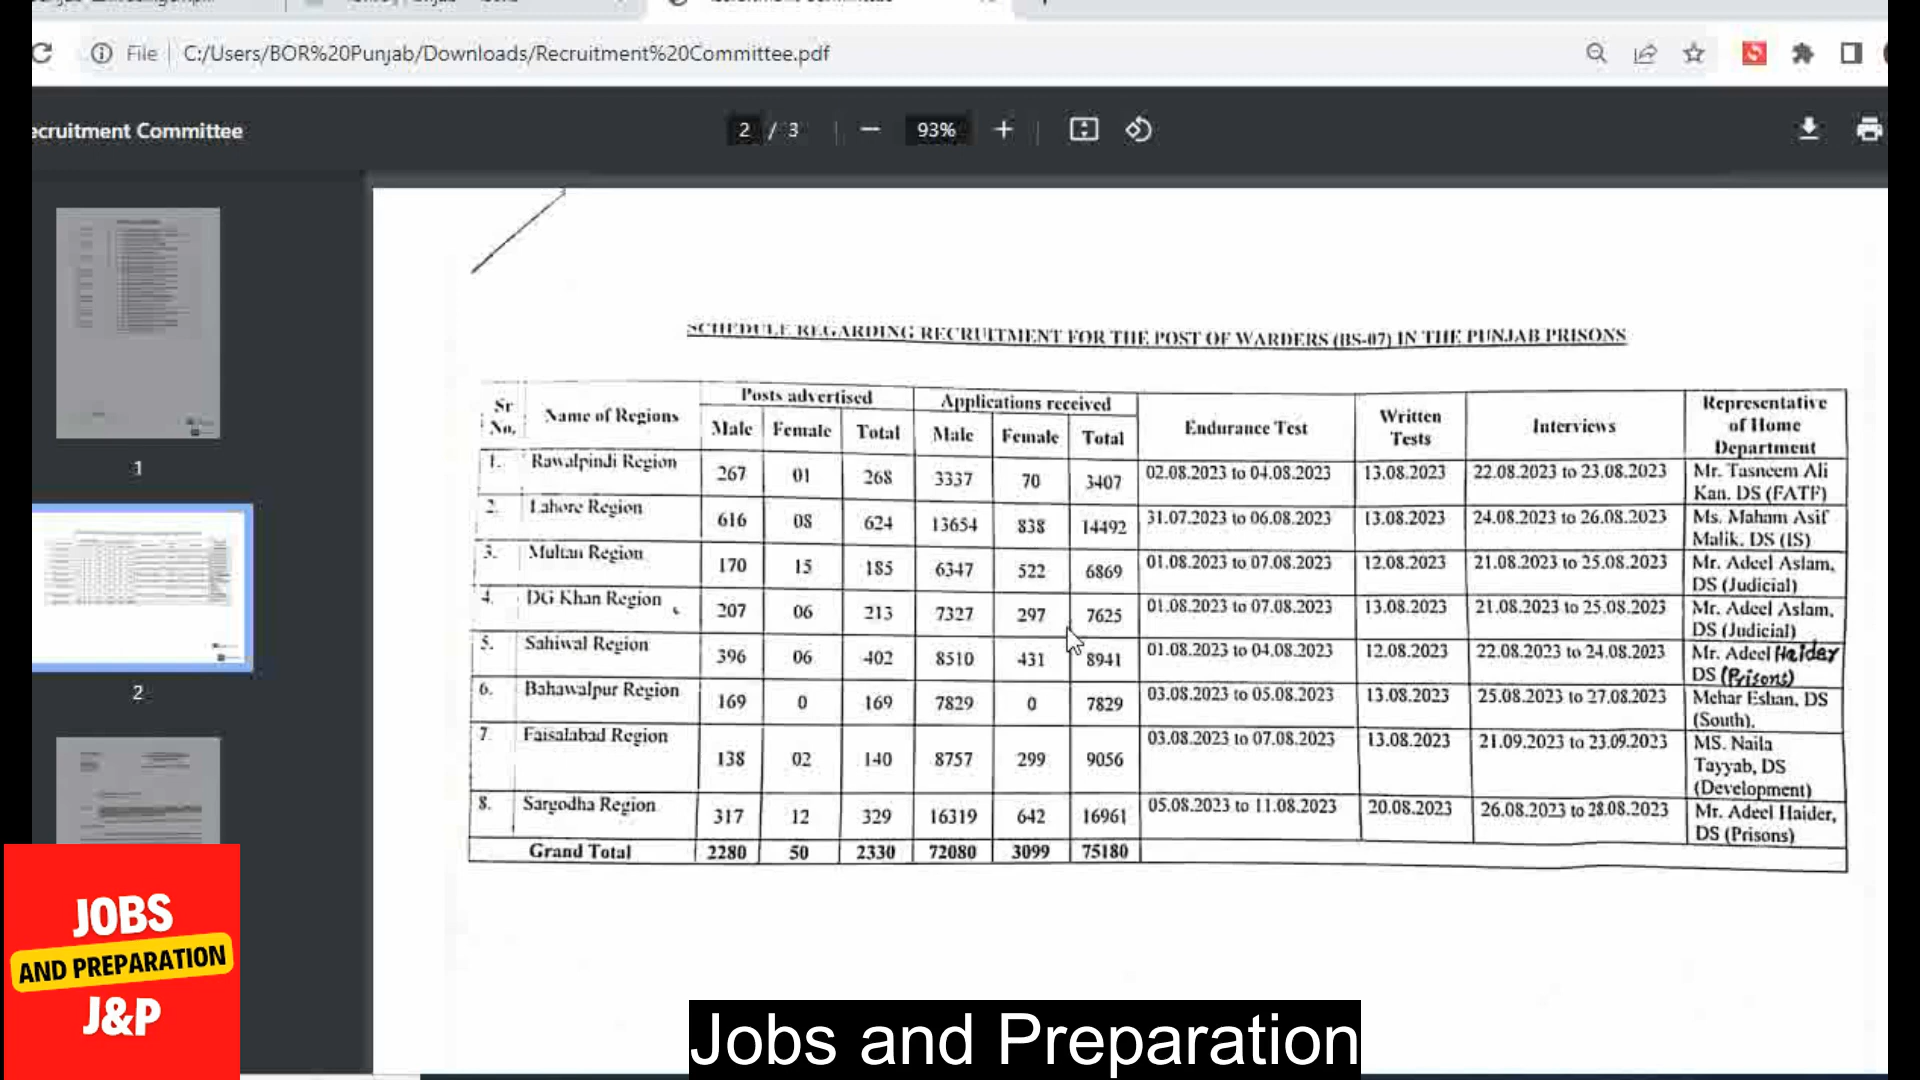 File C:/Users/BOR%20Punjab/Downloads/Recruitment%20Committee.pdf
ecruitment Committee 2 / 3 93%
SCHEDULE REGARDING RECRUITMENT FOR THE POST OF WARDERS (BS-07) IN THE PUNJAB PRISONS
Sr No. Name of Regions Posts advertised Applications received Endurance Test Written Tests Interviews Representative of Home Department
Male Female Total Male Female Total
1. Rawalpindi Region 267 01 268 3337 70 3407 02.08.2023 to 04.08.2023 13.08.2023 22.08.2023 to 23.08.2023 Mr. Tasneem Ali Kan, DS (FATF)
2. Lahore Region 616 08 624 13654 838 14492 31.07.2023 to 06.08.2023 13.08.2023 24.08.2023 to 26.08.2023 Ms. Maham Asif Malik, DS (IS)
3. Multan Region 170 15 185 6347 522 6869 01.08.2023 to 07.08.2023 12.08.2023 21.08.2023 to 25.08.2023 Mr. Adeel Aslam, DS (Judicial)
4. DG Khan Region 207 06 213 7327 297 7625 01.08.2023 to 07.08.2023 13.08.2023 21.08.2023 to 25.08.2023 Mr. Adeel Aslam, DS (Judicial)
5. Sahiwal Region 396 06 402 8510 431 8941 01.08.2023 to 04.08.2023 12.08.2023 22.08.2023 to 24.08.2023 Mr. Adeel Haider DS (Prisons)
6. Bahawalpur Region 169 0 169 7829 0 7829 03.08.2023 to 05.08.2023 13.08.2023 25.08.2023 to 27.08.2023 Mehar Eshan, DS (South).
7. Faisalabad Region 138 02 140 8757 299 9056 03.08.2023 to 07.08.2023 13.08.2023 21.09.2023 to 23.09.2023 MS. Naila Tayyab, DS (Development)
8. Sargodha Region 317 12 329 16319 642 16961 05.08.2023 to 11.08.2023 20.08.2023 26.08.2023 to 28.08.2023 Mr. Adeel Haider, DS (Prisons)
Grand Total 2280 50 2330 72080 3099 75180
1
2
JOBS
AND PREPARATION
J&P
Jobs and Preparation